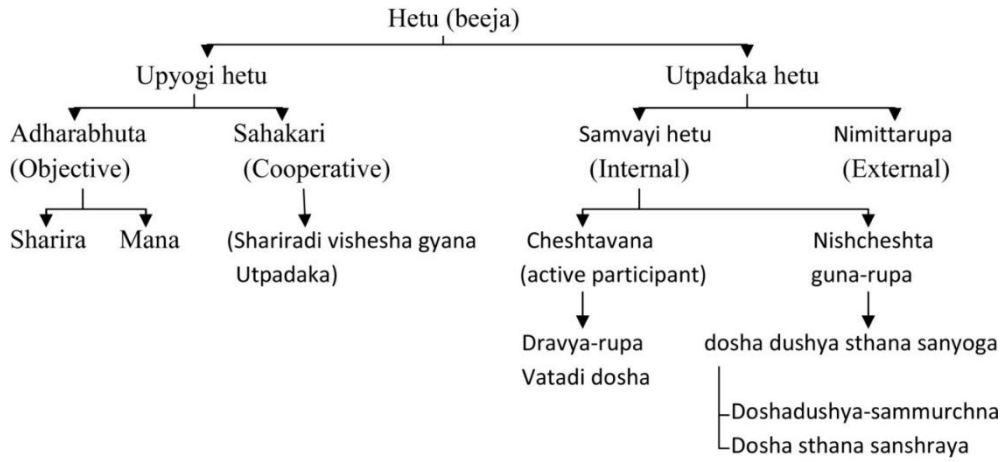 Hetu (beeja)
Upyogi hetu
Utpadaka hetu
Adharabhuta
(Objective)
Sahakari
(Cooperative)
Samvayi hetu
(Internal)
Nimittarupa
(External)
Sharira
Mana
(Shariradi vishesha gyana
Utpadaka)
Cheshtavana
(active participant)
Nishcheshta
guna-rupa
Dravya-rupa
Vatadi dosha
dosha dushya sthana sanyoga
Doshadushya-sammurchna
Dosha sthana sanshraya